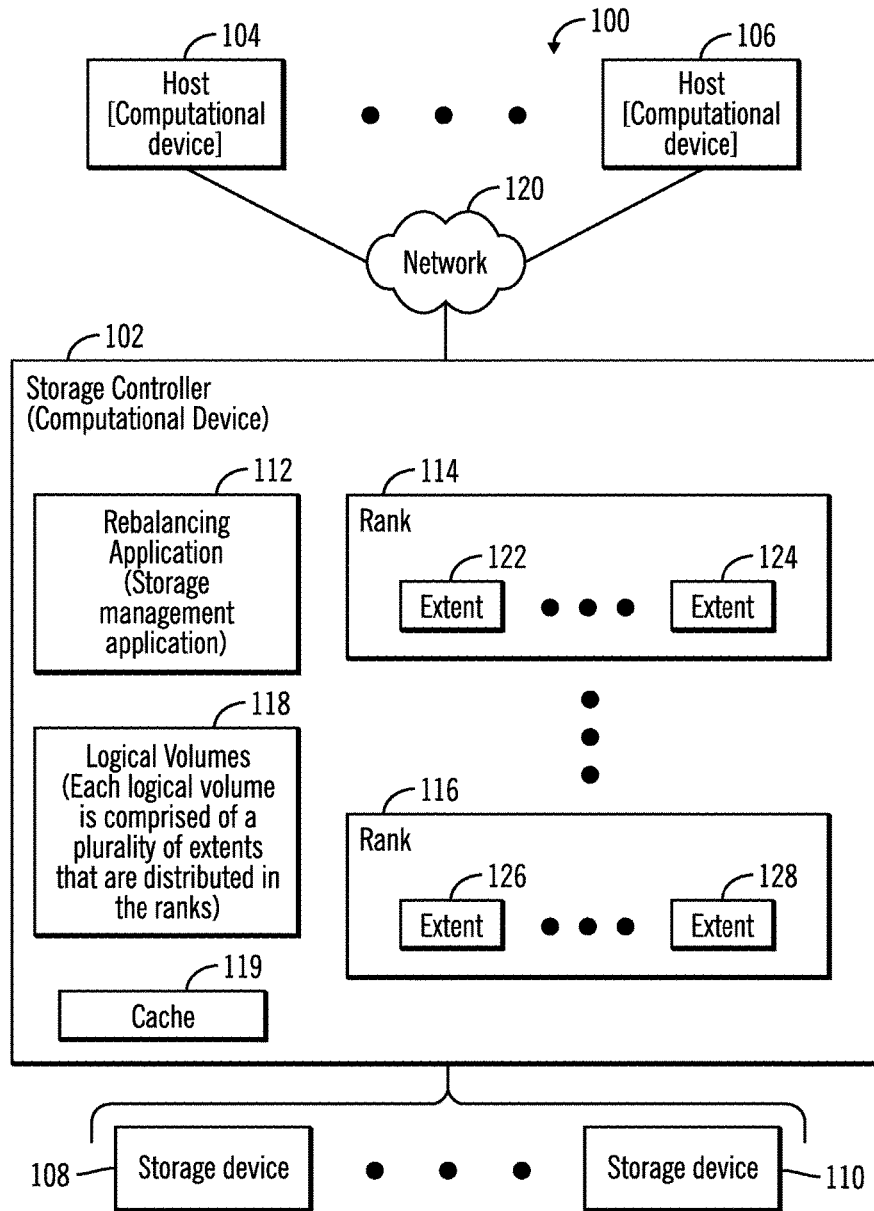 104
100
106
Host
[Computational
device]
Host
[Computational
device]
120
Network
102
Storage Controller
(Computational Device)
112
Rebalancing
Application
(Storage
management
application)
114
Rank
122
Extent
124
Extent
118
Logical Volumes
(Each logical volume
is comprised of a
plurality of extents
that are distributed in
the ranks)
116
Rank
126
Extent
128
Extent
119
Cache
108
Storage device
Storage device
110